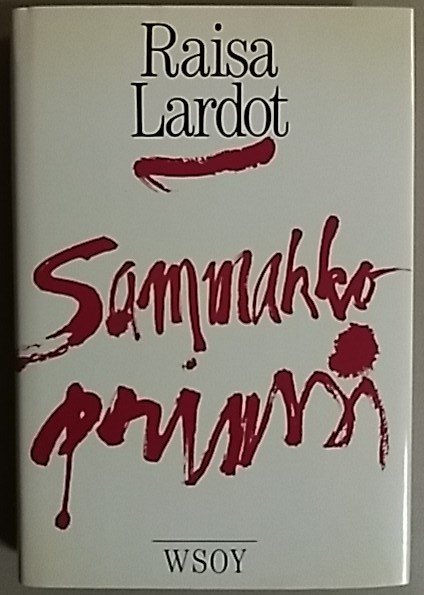 Raisa
Lardot
Sammakko
prinssi
WSOY